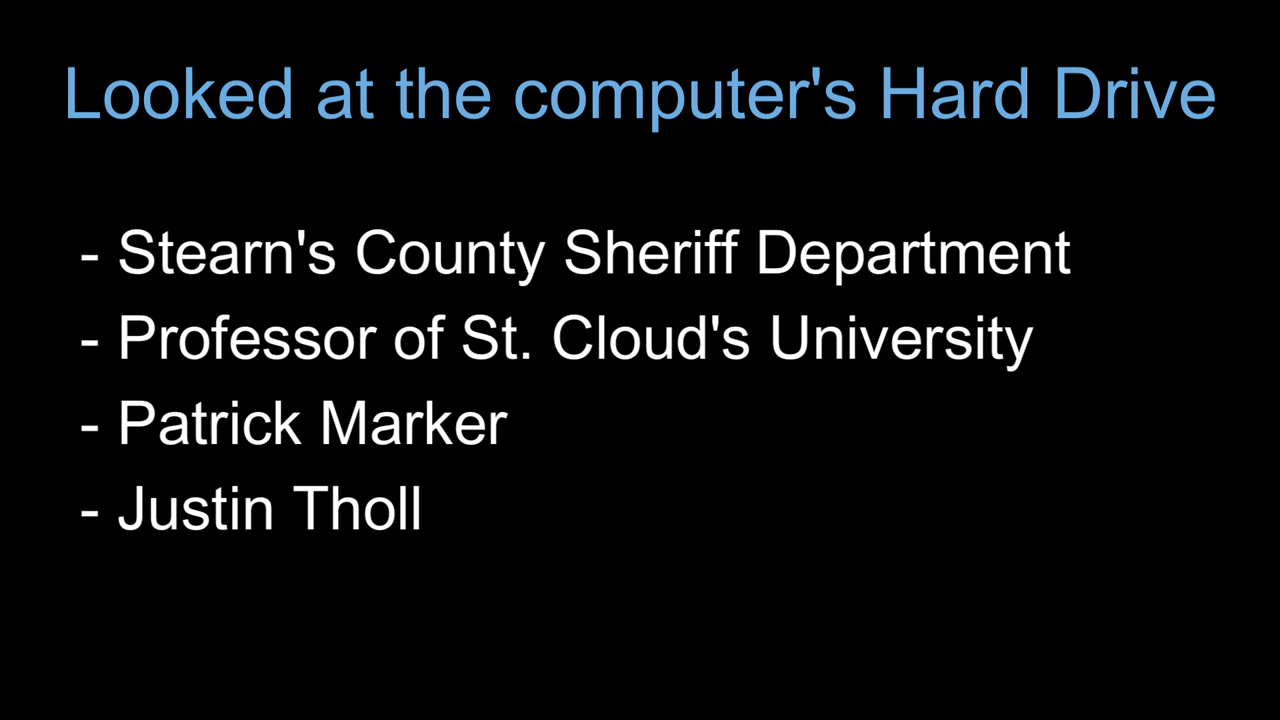 Looked at the computer's Hard Drive
- Stearn's County Sheriff Department
- Professor of St. Cloud's University
- Patrick Marker
- Justin Tholl